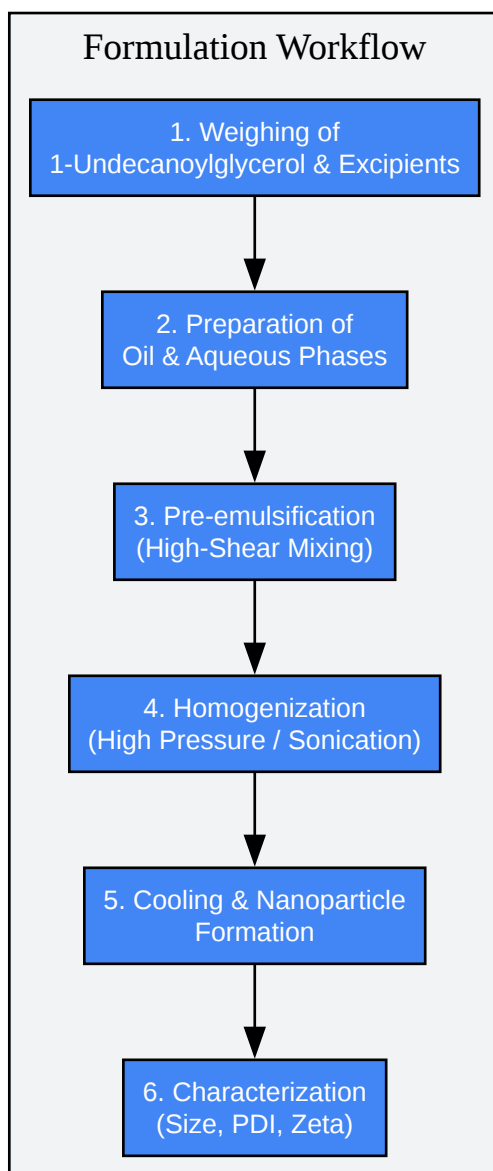 Formulation Workflow
1. Weighing of
1-Undecanoylglycerol & Excipients
2. Preparation of
Oil & Aqueous Phases
3. Pre-emulsification
(High-Shear Mixing)
4. Homogenization
(High Pressure / Sonication)
5. Cooling & Nanoparticle
Formation
6. Characterization
(Size, PDI, Zeta)